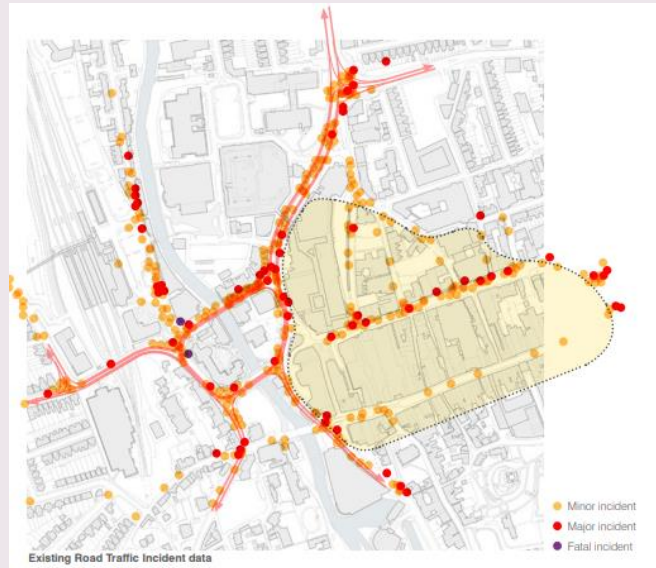 Minor incident
Major incident
Fatal incident
Existing Road Traffic Incident data